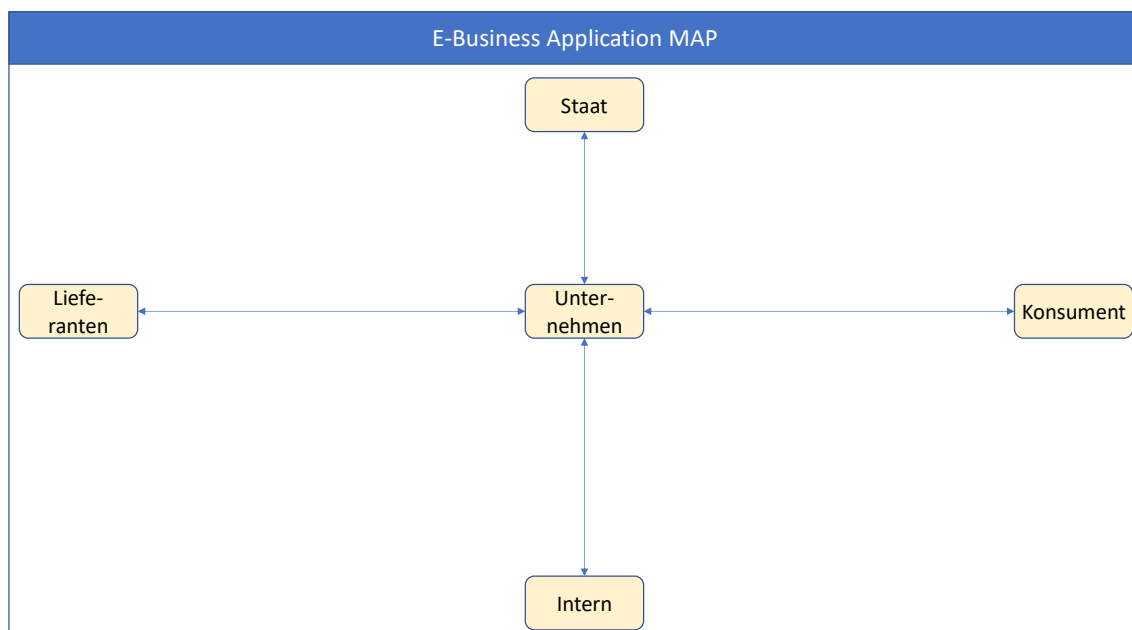 E-Business Application MAP
Staat
Liefe-
ranten
Unter-
nehmen
Konsument
Intern